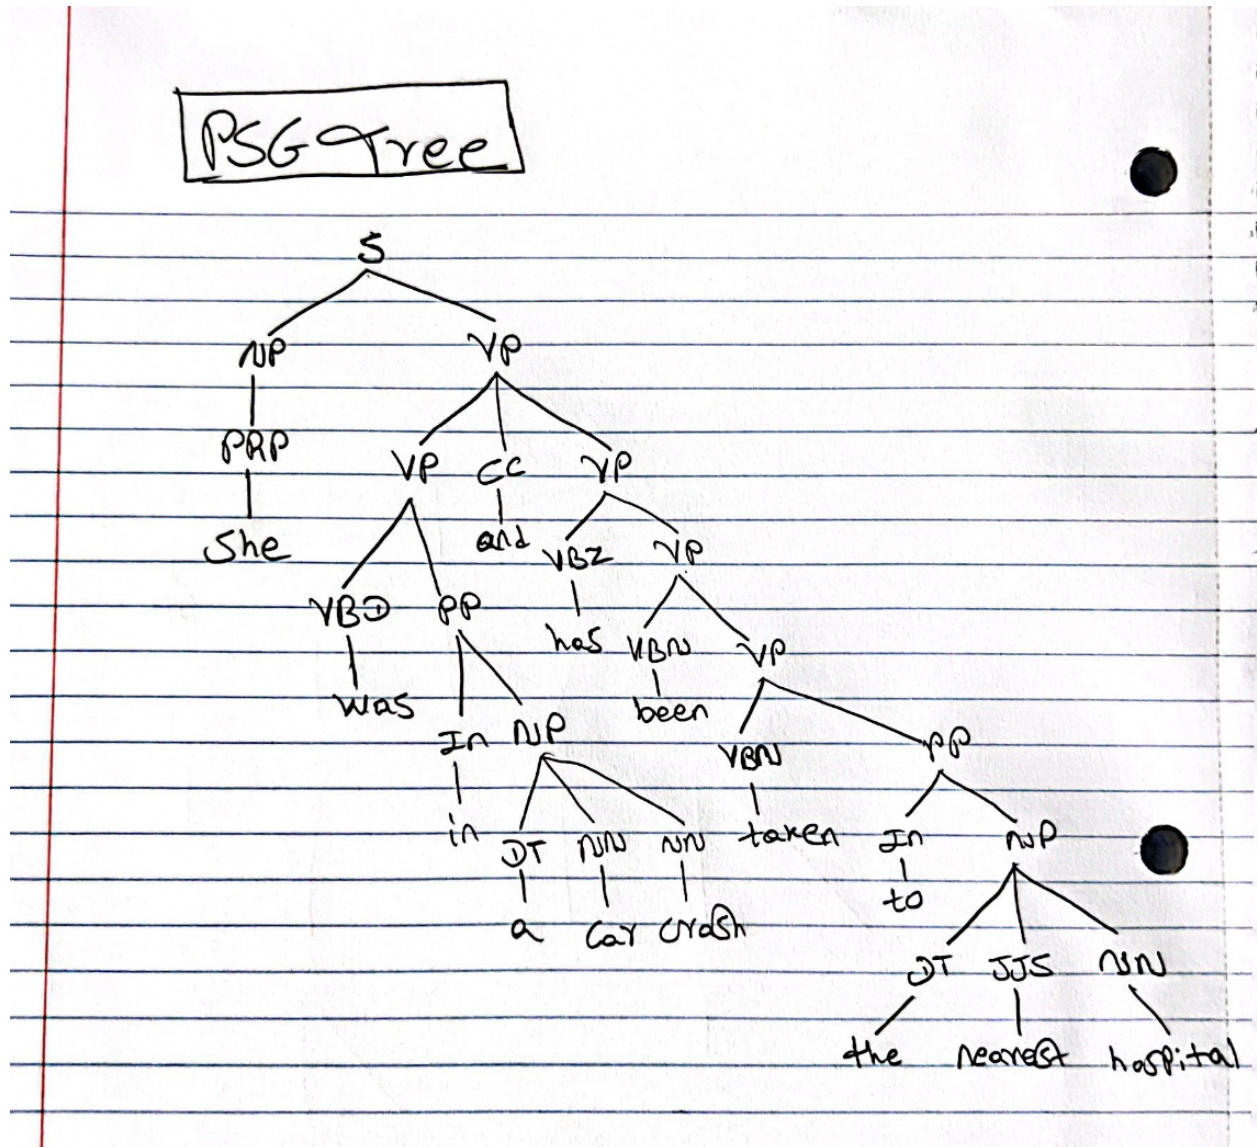 PSG Tree
S
NP VP
PRP VP CC VP
She and VBZ VP
VBD PP has VBN VP
was In NP been VBN PP
in DT NN NN taken In NP
a car crash to
DT JJS NN
the nearest hospital